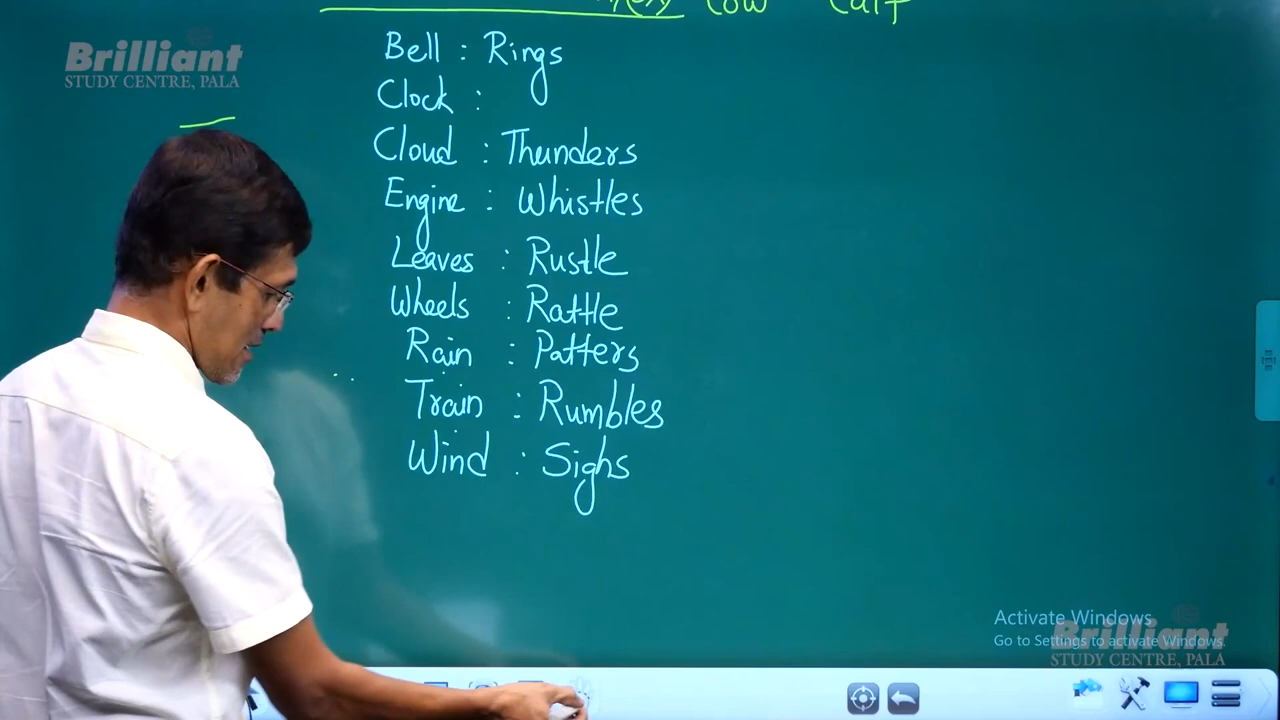 Cow Calf
Brilliant
STUDY CENTRE, PALA
Bell : Rings
Clock :
Cloud : Thunders
Engine : Whistles
Leaves : Rustle
Wheels : Rattle
Rain : Patters
Train : Rumbles
Wind : Sighs
Activate Windows
Go to Settings to activate Windows.
Brilliant
STUDY CENTRE, PALA